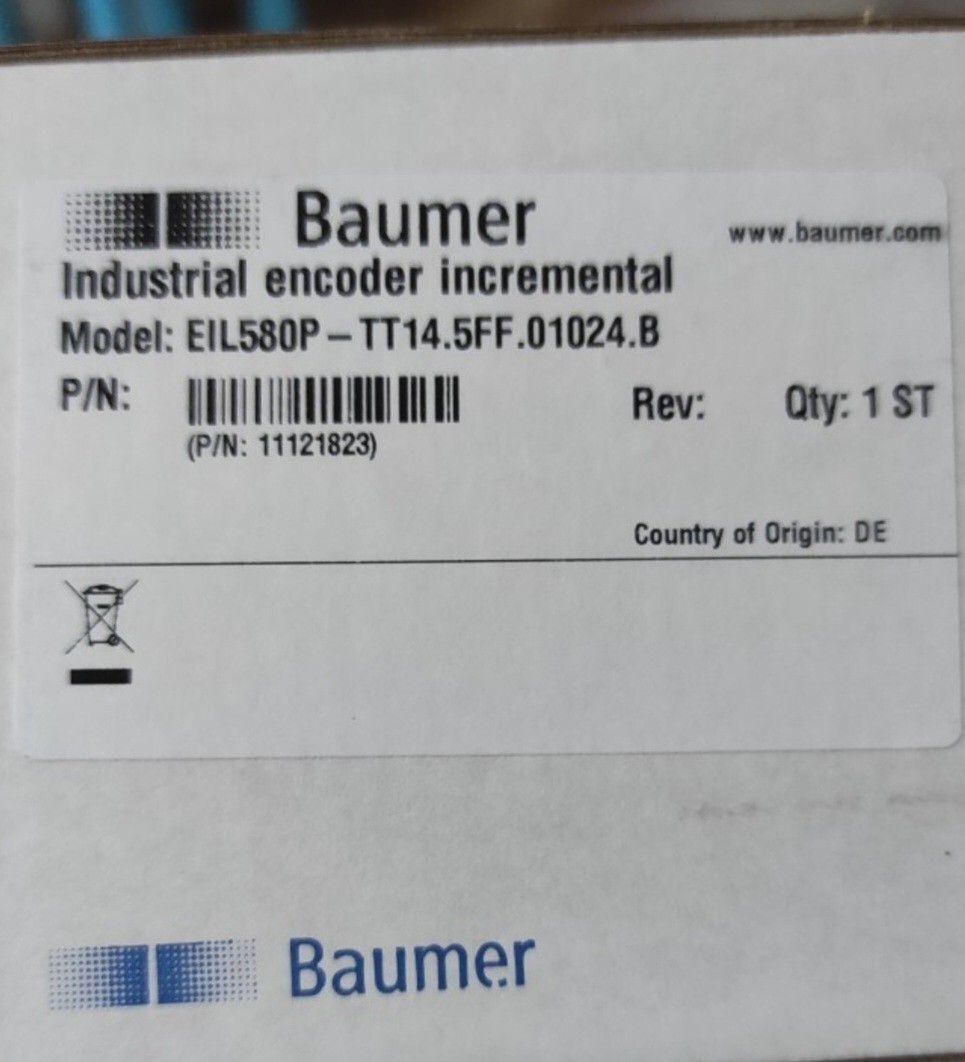 Baumer
www.baumer.com
Industrial encoder incremental
Model: EIL580P-TT14.5FF.01024.B
P/N:
Rev: Qty: 1 ST
(P/N: 11121823)
Country of Origin: DE
Baumer